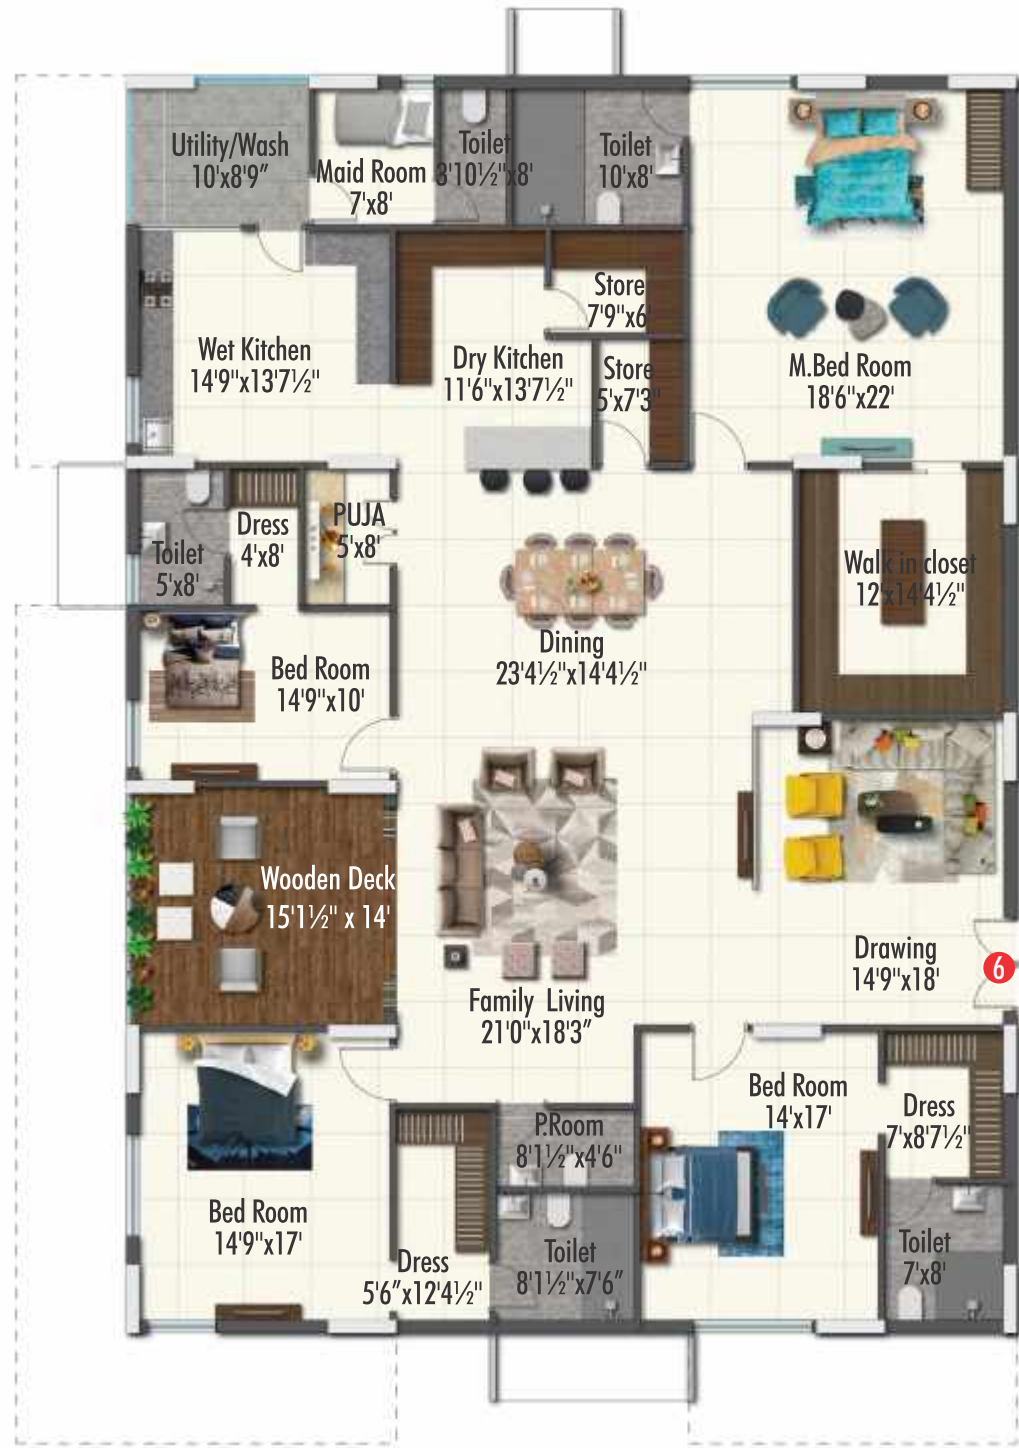 Utility/Wash
10'x8'9”
Maid Room
7'x8'
Toilet
3'10½"x8'
Toilet
10'x8'
Store
7'9"x6'
Wet Kitchen
14'9"x13'7½"
Dry Kitchen
11'6"x13'7½"
Store
5'x7'3"
M.Bed Room
18'6"x22'
Toilet
5'x8'
Dress
4'x8'
PUJA
5'x8'
Walk in closet
12'x14'4½"
Dining
23'4½"x14'4½"
Bed Room
14'9"x10'
Wooden Deck
15'1½" x 14'
Drawing
14'9"x18'
6
Family Living
21'0"x18'3”
Bed Room
14'x17'
Dress
7'x8'7½"
P.Room
8'1½"x4'6"
Bed Room
14'9"x17'
Dress
5'6”x12'4½"
Toilet
8'1½"x7'6”
Toilet
7'x8'